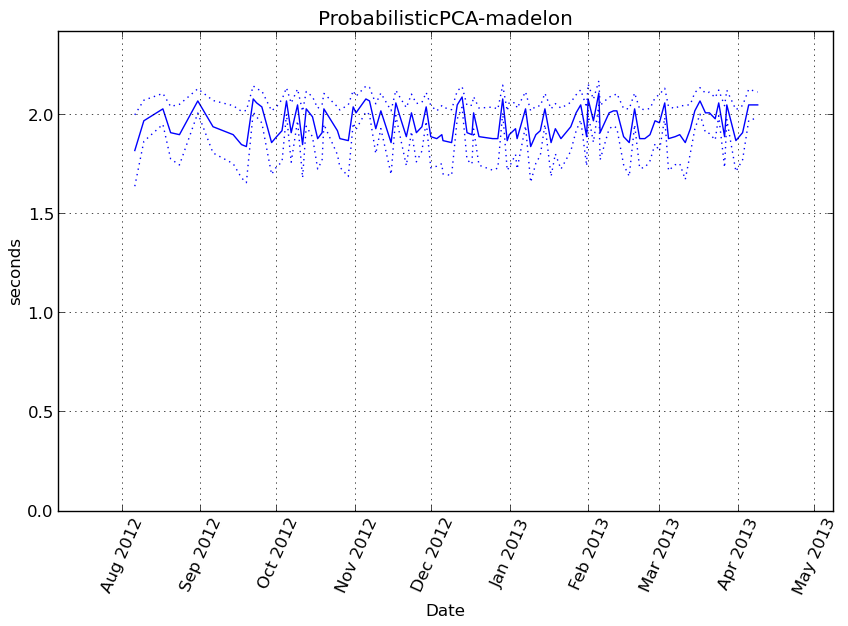 ProbabilisticPCA-madelon
2.0
1.5
1.0
0.5
0.0
seconds
Aug 2012
Sep 2012
Oct 2012
Nov 2012
Dec 2012
Jan 2013
Feb 2013
Mar 2013
Apr 2013
May 2013
Date